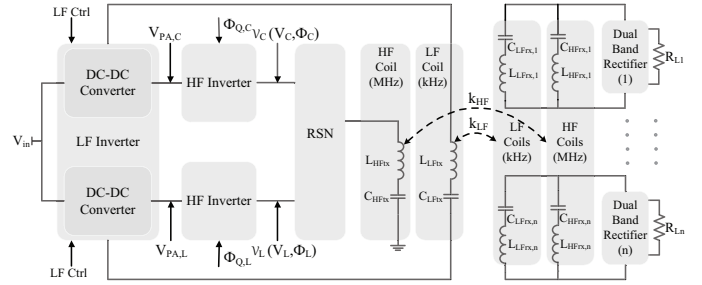 LF Ctrl
V_PA,C
Φ_Q,C
V_C (V_C,Φ_C)
HF
Coil
(MHz)
LF
Coil
(kHz)
C_LFrx,1
L_LFrx,1
C_HFrx,1
L_HFrx,1
Dual
Band
Rectifier
(1)
R_L1
DC-DC
Converter
HF Inverter
V_in
LF Inverter
RSN
k_HF
k_LF
LF
Coils
(kHz)
HF
Coils
(MHz)
L_HFtx
C_HFtx
L_LFtx
C_LFtx
DC-DC
Converter
HF Inverter
V_PA,L
Φ_Q,L
V_L (V_L,Φ_L)
LF Ctrl
C_LFrx,n
L_LFrx,n
C_HFrx,n
L_HFrx,n
Dual
Band
Rectifier
(n)
R_Ln